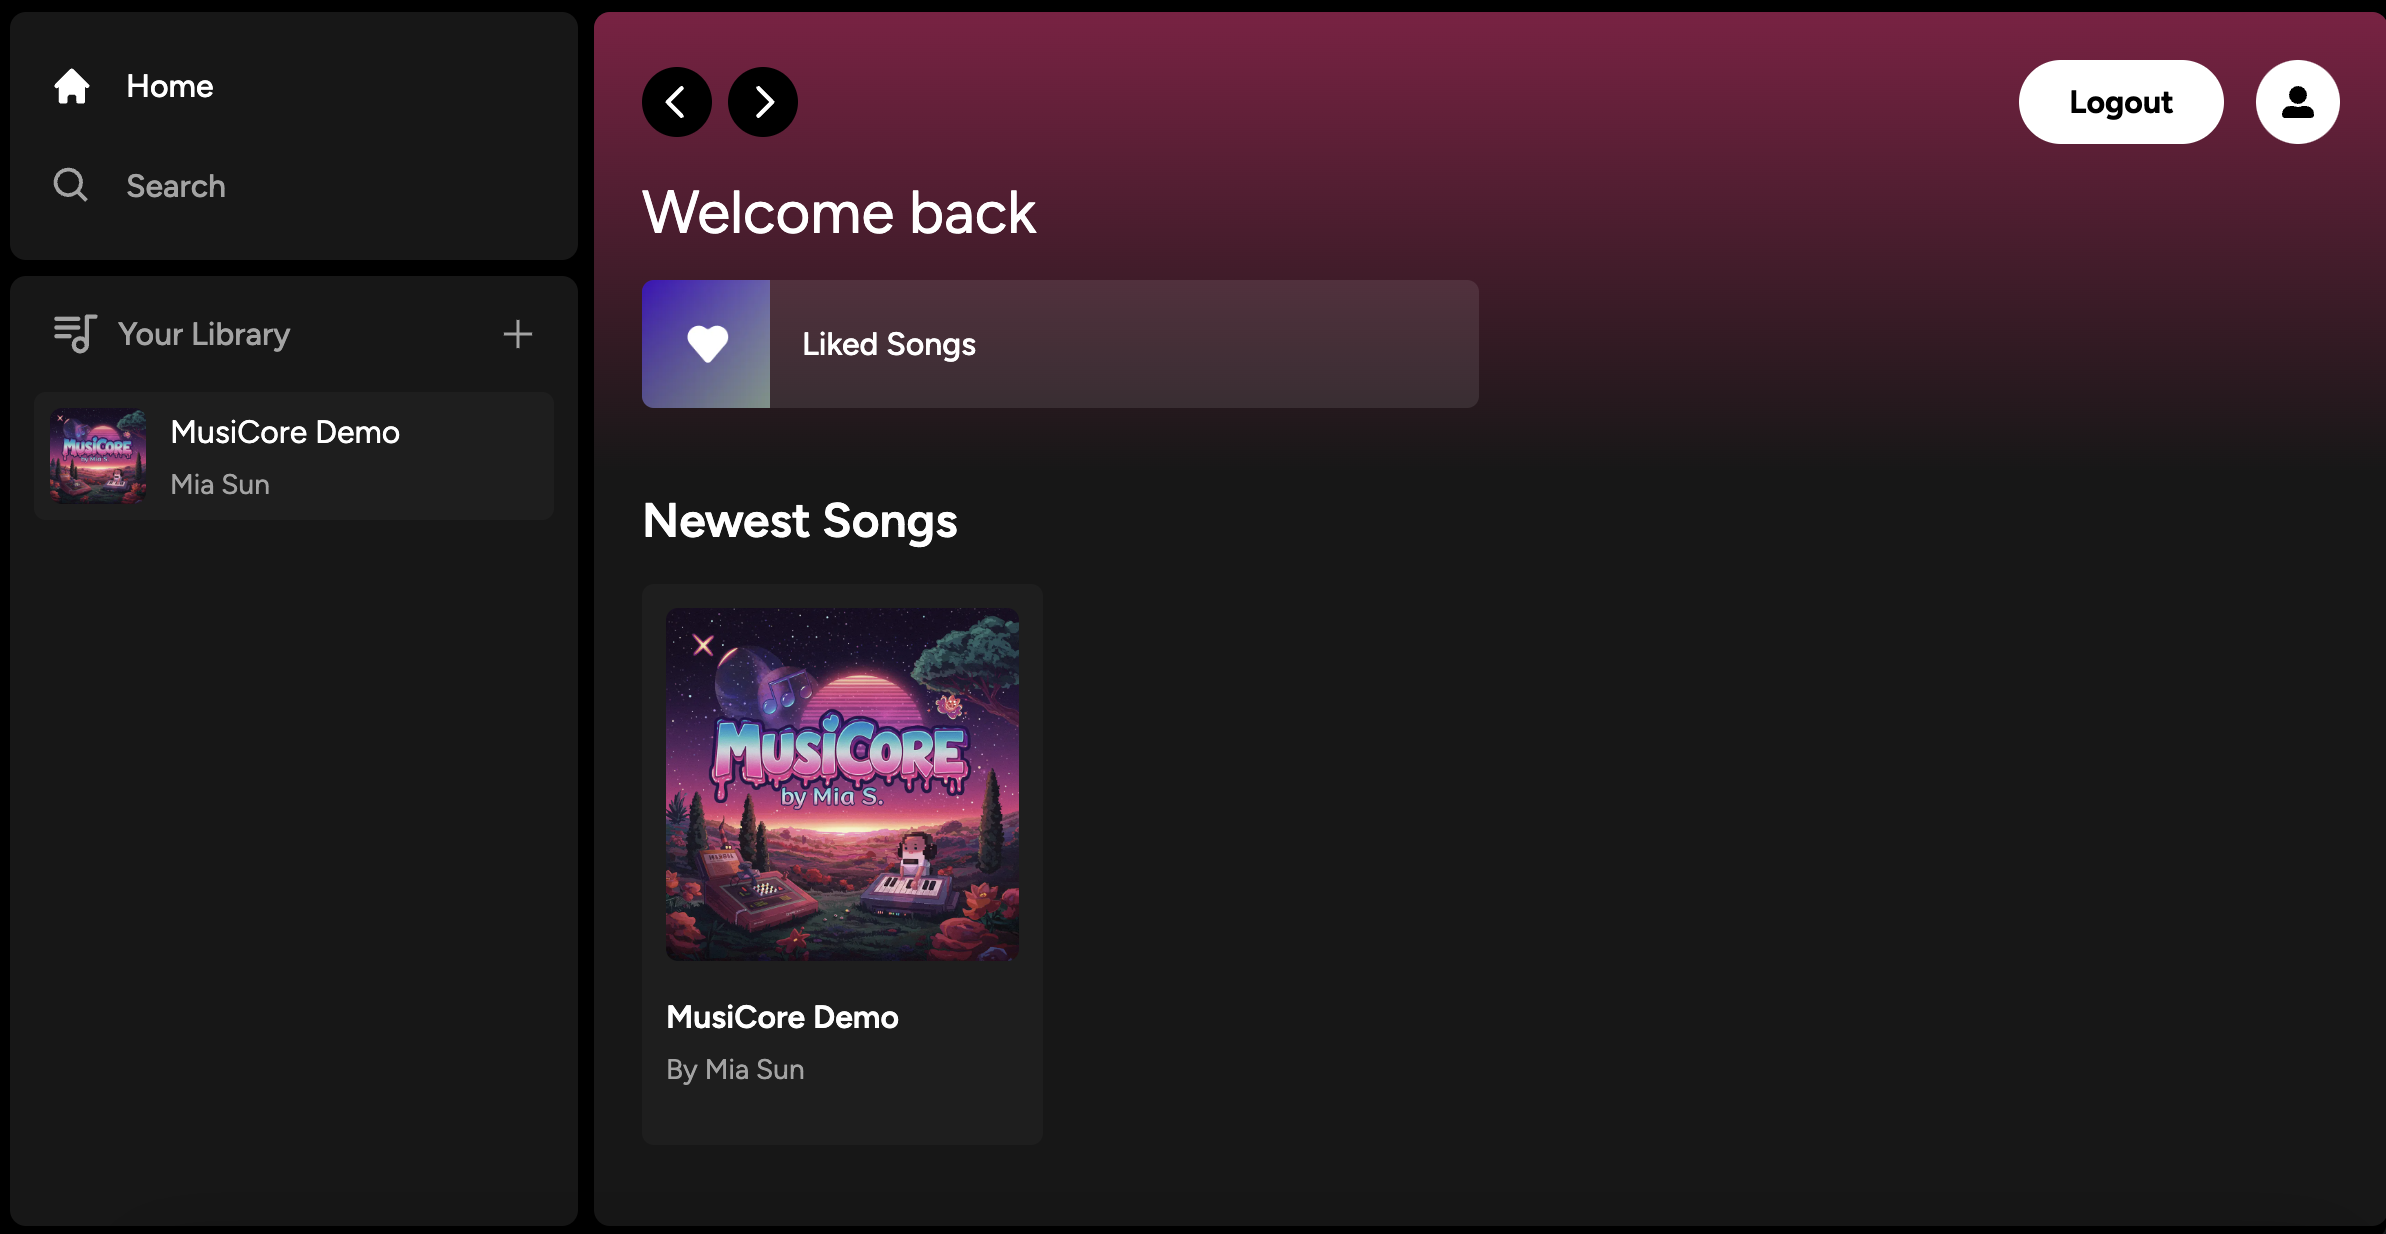 Home
Search
Your Library
MusiCore Demo
Mia Sun
Logout
Welcome back
Liked Songs
Newest Songs
MUSiCORE
by Mia S.
MusiCore Demo
By Mia Sun